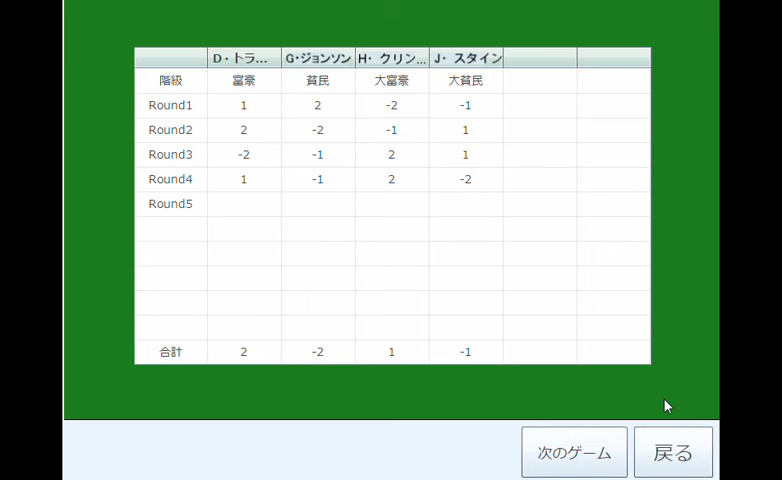 D・トラ... G・ジョンソン H・ クリン... J・ スタイン
階級 富豪 貧民 大富豪 大貧民
Round1 1 2 -2 -1
Round2 2 -2 -1 1
Round3 -2 -1 2 1
Round4 1 -1 2 -2
Round5
合計 2 -2 1 -1
次のゲーム 戻る